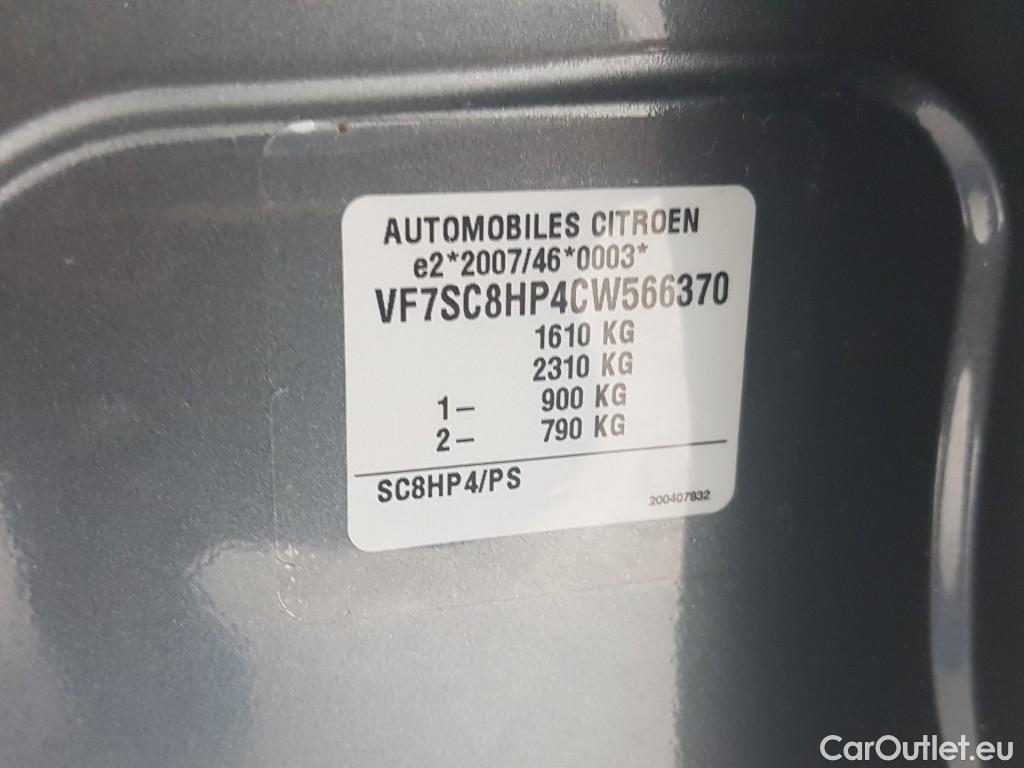 AUTOMOBILES CITROEN
e2*2007/46*0003*
VF7SC8HP4CW566370
1610 KG
2310 KG
1– 900 KG
2– 790 KG
SC8HP4/PS
200407832
CarOutlet.eu